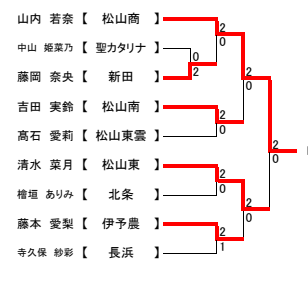 山内 若奈 【 松山商 】
2
0
中山 姫菜乃 【 聖カタリナ 】
0
2
藤岡 奈央 【 新田 】
2
0
吉田 実鈴 【 松山南 】
2
0
髙石 愛莉 【 松山東雲 】
2
0
清水 菜月 【 松山東 】
2
0
檜垣 ありみ 【 北条 】
2
0
藤本 愛梨 【 伊予農 】
2
1
寺久保 紗彩 【 長浜 】